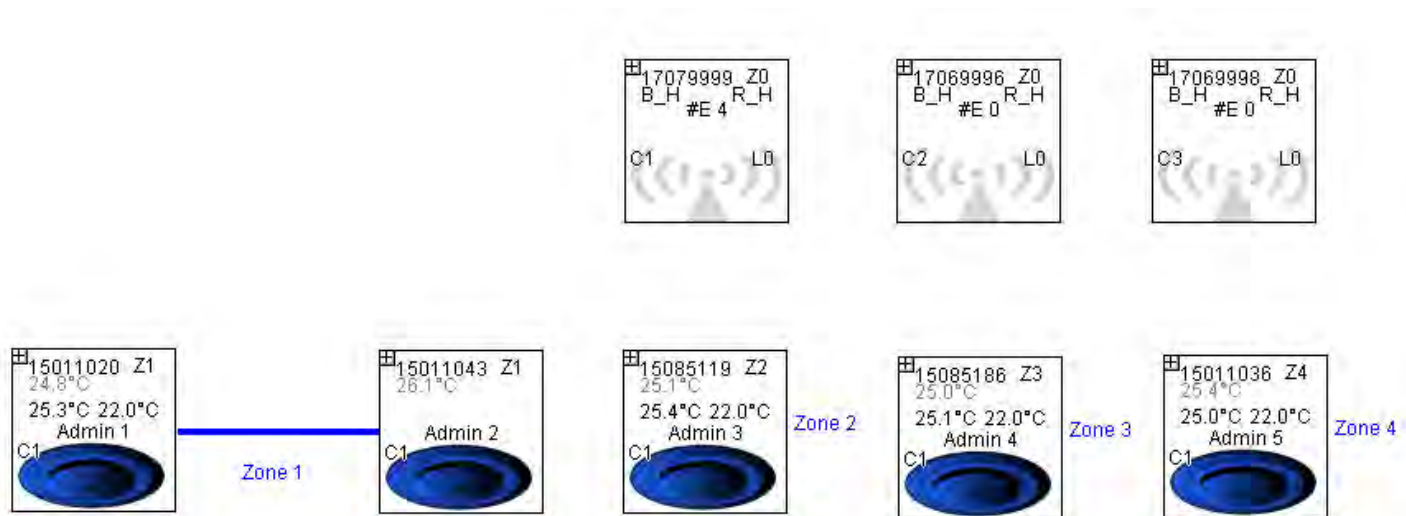 17079999 Z0
B_H R_H
#E 4
C1 L0
17069996 Z0
B_H R_H
#E 0
C2 L0
17069998 Z0
B_H R_H
#E 0
C3 L0
15011020 Z1
24.8°C
25.3°C 22.0°C
Admin 1
C1
Zone 1
15011043 Z1
26.1°C
Admin 2
C1
15085119 Z2
25.1°C
25.4°C 22.0°C
Admin 3
C1
Zone 2
15085186 Z3
25.0°C
25.1°C 22.0°C
Admin 4
C1
Zone 3
15011036 Z4
25.4°C
25.0°C 22.0°C
Admin 5
C1
Zone 4